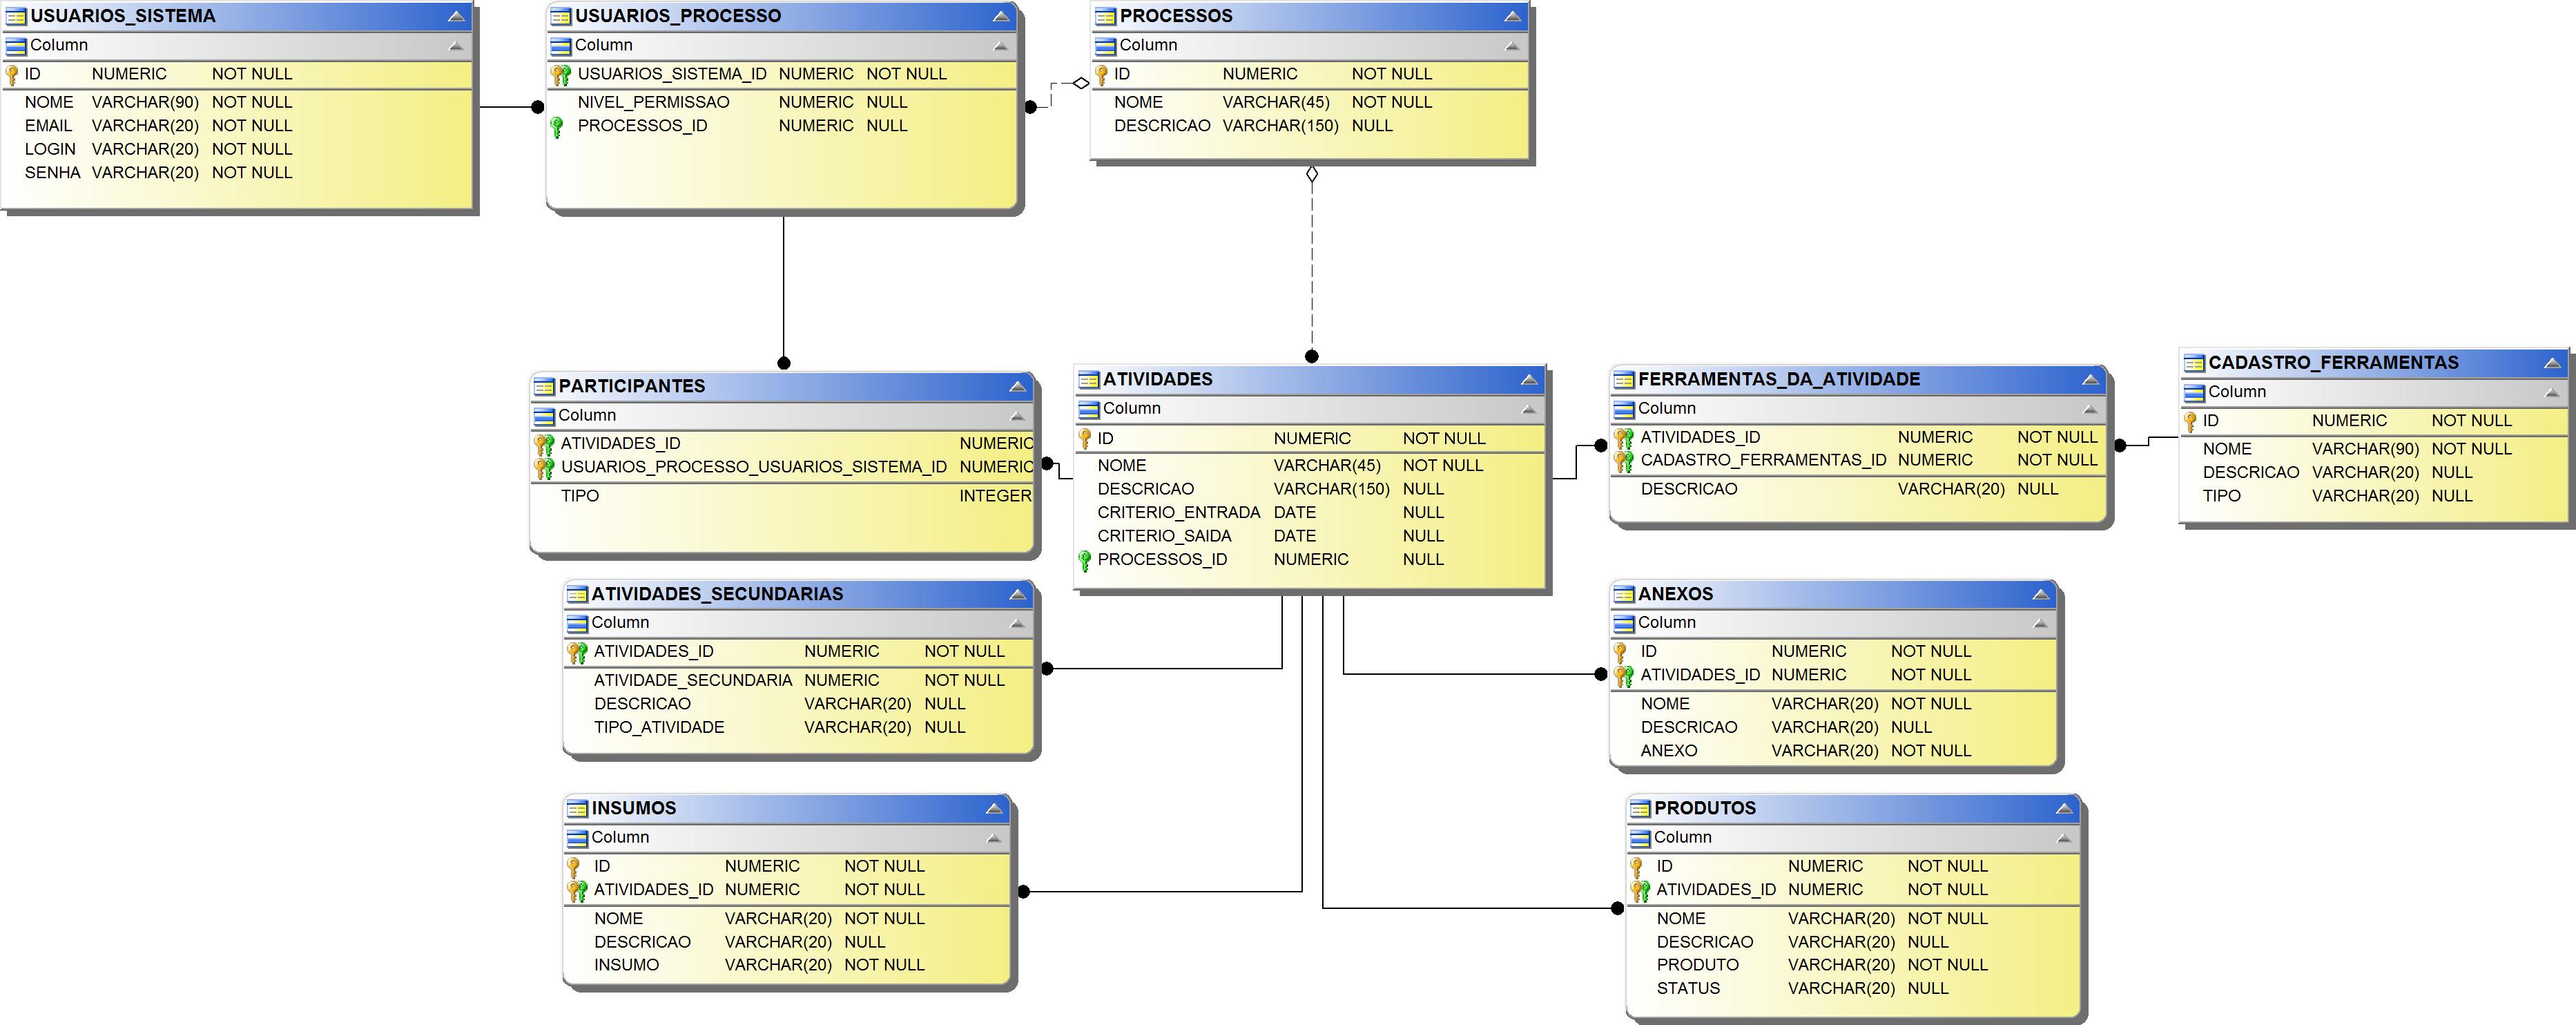 USUARIOS_SISTEMA
Column
ID NUMERIC NOT NULL
NOME VARCHAR(90) NOT NULL
EMAIL VARCHAR(20) NOT NULL
LOGIN VARCHAR(20) NOT NULL
SENHA VARCHAR(20) NOT NULL
USUARIOS_PROCESSO
Column
USUARIOS_SISTEMA_ID NUMERIC NOT NULL
NIVEL_PERMISSAO NUMERIC NULL
PROCESSOS_ID NUMERIC NULL
PROCESSOS
Column
ID NUMERIC NOT NULL
NOME VARCHAR(45) NOT NULL
DESCRICAO VARCHAR(150) NULL
PARTICIPANTES
Column
ATIVIDADES_ID NUMERIC
USUARIOS_PROCESSO_USUARIOS_SISTEMA_ID NUMERIC
TIPO INTEGER
ATIVIDADES
Column
ID NUMERIC NOT NULL
NOME VARCHAR(45) NOT NULL
DESCRICAO VARCHAR(150) NULL
CRITERIO_ENTRADA DATE NULL
CRITERIO_SAIDA DATE NULL
PROCESSOS_ID NUMERIC NULL
FERRAMENTAS_DA_ATIVIDADE
Column
ATIVIDADES_ID NUMERIC NOT NULL
CADASTRO_FERRAMENTAS_ID NUMERIC NOT NULL
DESCRICAO VARCHAR(20) NULL
CADASTRO_FERRAMENTAS
Column
ID NUMERIC NOT NULL
NOME VARCHAR(90) NOT NULL
DESCRICAO VARCHAR(20) NULL
TIPO VARCHAR(20) NULL
ATIVIDADES_SECUNDARIAS
Column
ATIVIDADES_ID NUMERIC NOT NULL
ATIVIDADE_SECUNDARIA NUMERIC NOT NULL
DESCRICAO VARCHAR(20) NULL
TIPO_ATIVIDADE VARCHAR(20) NULL
ANEXOS
Column
ID NUMERIC NOT NULL
ATIVIDADES_ID NUMERIC NOT NULL
NOME VARCHAR(20) NOT NULL
DESCRICAO VARCHAR(20) NULL
ANEXO VARCHAR(20) NOT NULL
INSUMOS
Column
ID NUMERIC NOT NULL
ATIVIDADES_ID NUMERIC NOT NULL
NOME VARCHAR(20) NOT NULL
DESCRICAO VARCHAR(20) NULL
INSUMO VARCHAR(20) NOT NULL
PRODUTOS
Column
ID NUMERIC NOT NULL
ATIVIDADES_ID NUMERIC NOT NULL
NOME VARCHAR(20) NOT NULL
DESCRICAO VARCHAR(20) NULL
PRODUTO VARCHAR(20) NOT NULL
STATUS VARCHAR(20) NULL